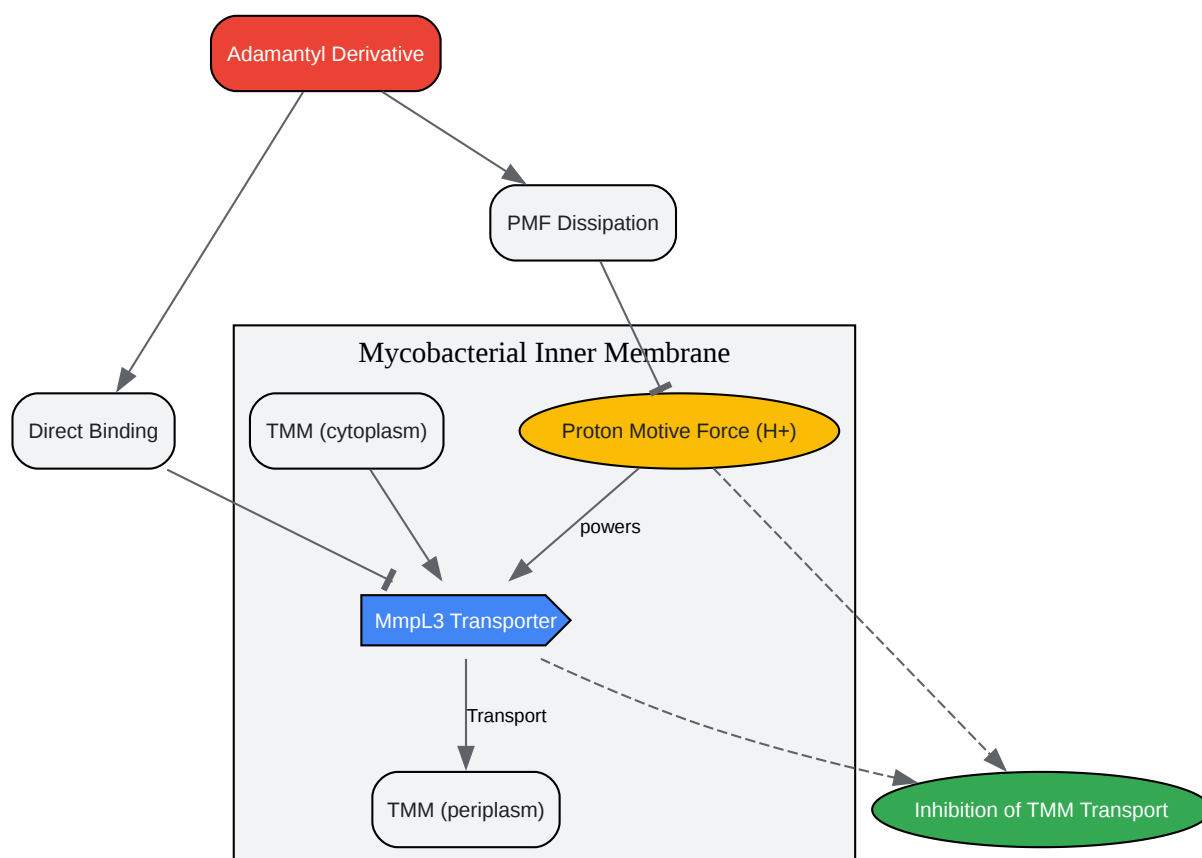 Adamantyl Derivative
PMF Dissipation
Mycobacterial Inner Membrane
Direct Binding
TMM (cytoplasm)
Proton Motive Force (H+)
powers
MmpL3 Transporter
Transport
TMM (periplasm)
Inhibition of TMM Transport